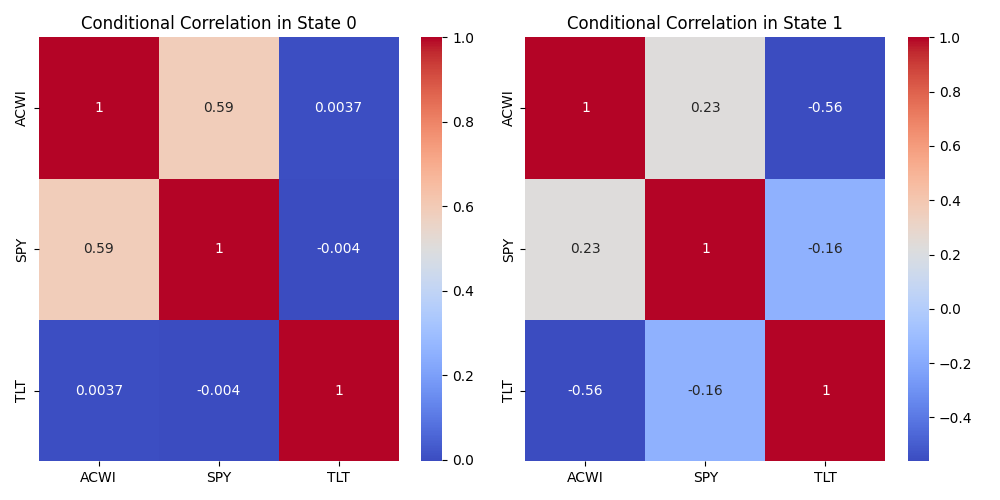 Conditional Correlation in State 0
ACWI
SPY
TLT
1
0.59
0.0037
0.59
1
-0.004
0.0037
-0.004
1
ACWI
SPY
TLT
1.0
0.8
0.6
0.4
0.2
0.0
Conditional Correlation in State 1
ACWI
SPY
TLT
1
0.23
-0.56
0.23
1
-0.16
-0.56
-0.16
1
ACWI
SPY
TLT
1.0
0.8
0.6
0.4
0.2
0.0
−0.2
−0.4